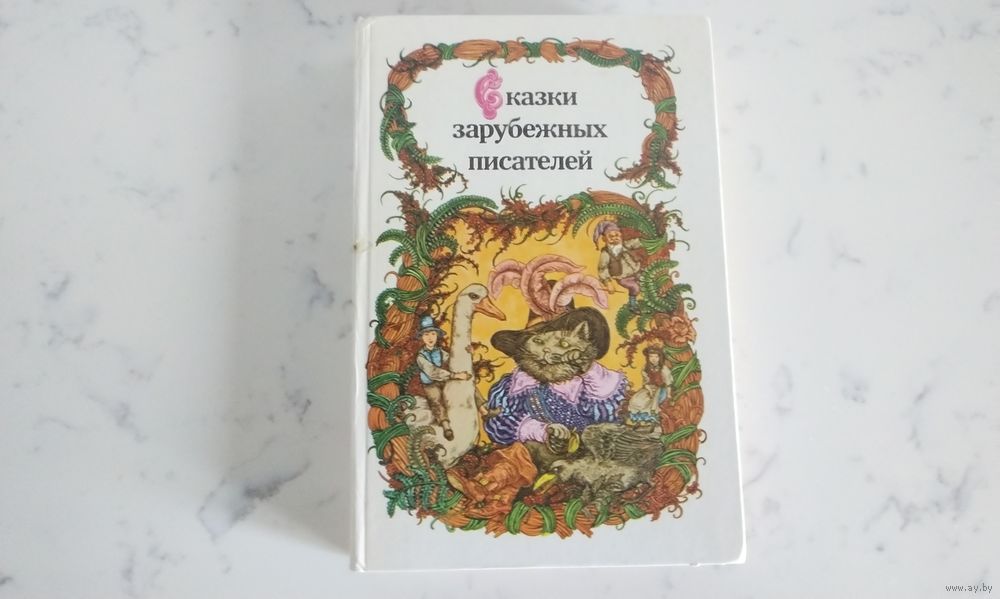 Сказки
зарубежных
писателей
www.ay.by